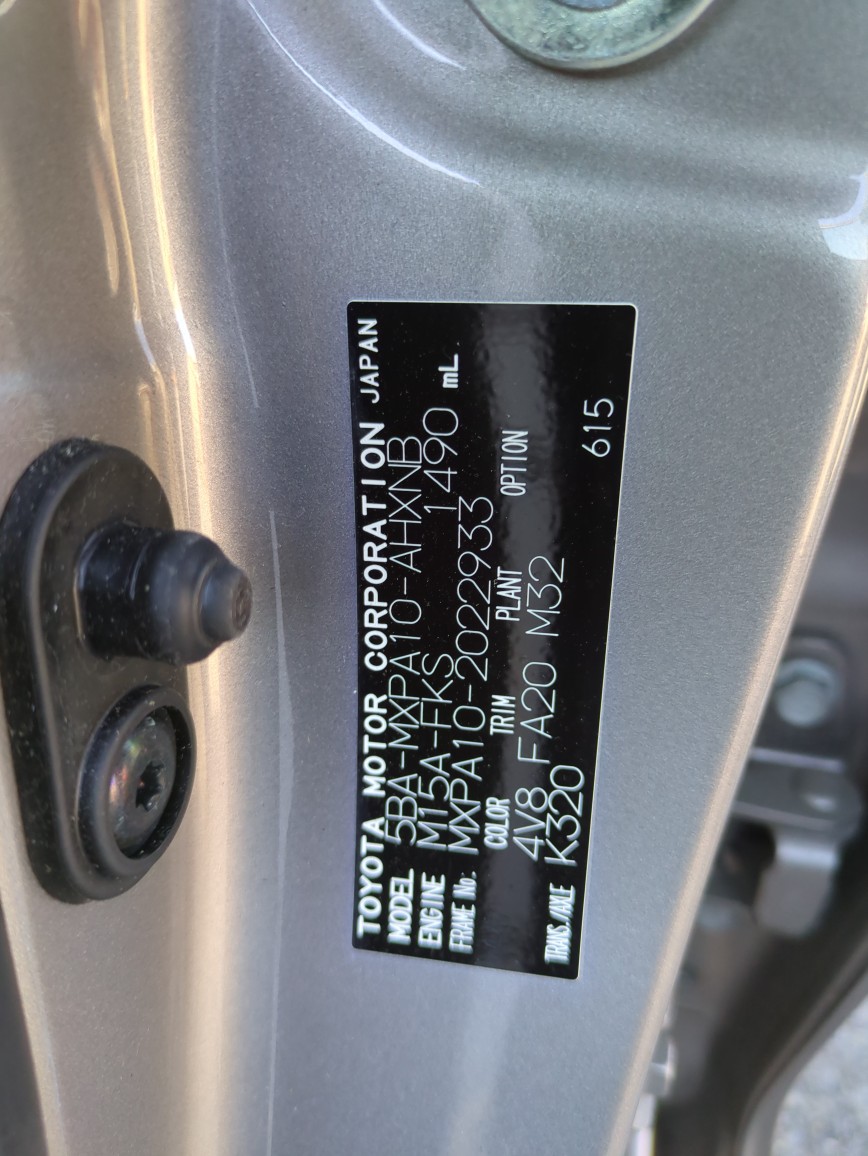 TOYOTA MOTOR CORPORATION JAPAN
MODEL 5BA-MXPA10-AHXNB
ENGINE M15A-FKS 1490 mL
FRAME No. MXPA10-2022933
COLOR TRIM PLANT OPTION
4V8 FA20 M32
TRANS./AXLE K320 615